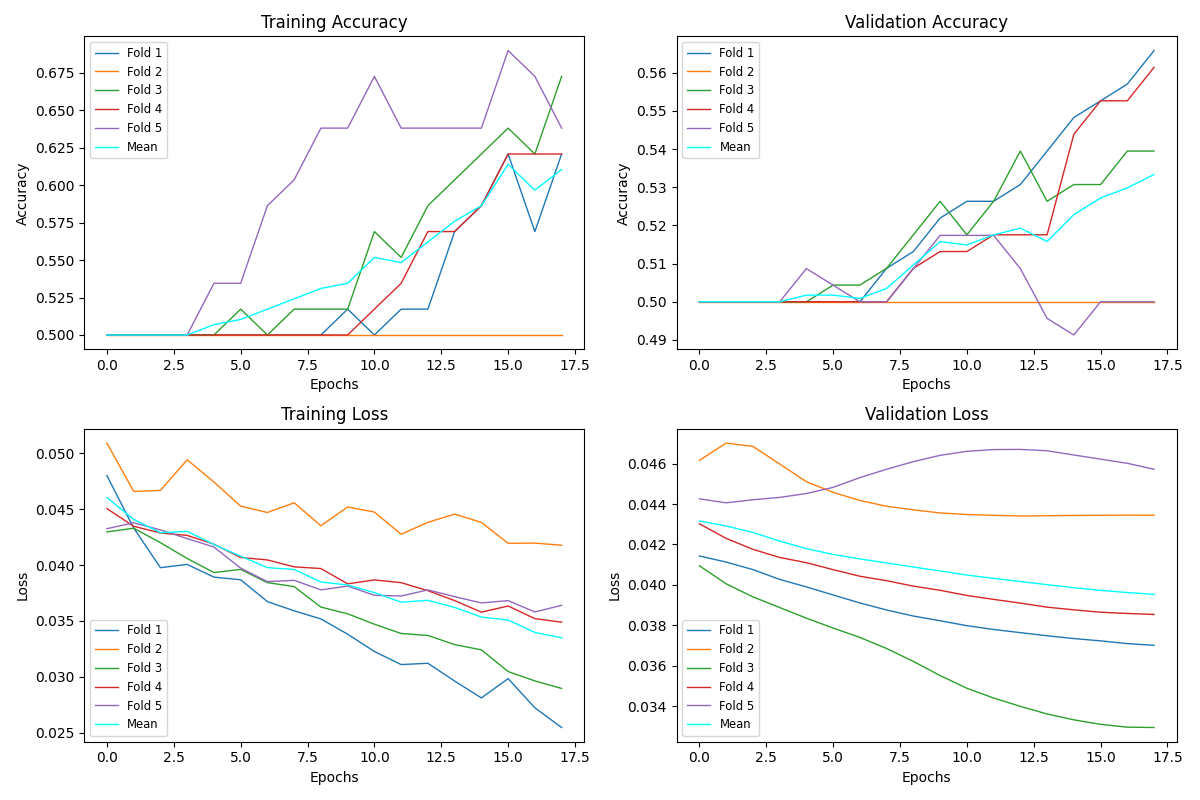 Training Accuracy
Accuracy
0.675
0.650
0.625
0.600
0.575
0.550
0.525
0.500
Fold 1
Fold 2
Fold 3
Fold 4
Fold 5
Mean
0.0 2.5 5.0 7.5 10.0 12.5 15.0 17.5
Epochs
Validation Accuracy
Accuracy
0.56
0.55
0.54
0.53
0.52
0.51
0.50
0.49
Fold 1
Fold 2
Fold 3
Fold 4
Fold 5
Mean
0.0 2.5 5.0 7.5 10.0 12.5 15.0 17.5
Epochs
Training Loss
Loss
0.050
0.045
0.040
0.035
0.030
0.025
Fold 1
Fold 2
Fold 3
Fold 4
Fold 5
Mean
0.0 2.5 5.0 7.5 10.0 12.5 15.0 17.5
Epochs
Validation Loss
Loss
0.046
0.044
0.042
0.040
0.038
0.036
0.034
Fold 1
Fold 2
Fold 3
Fold 4
Fold 5
Mean
0.0 2.5 5.0 7.5 10.0 12.5 15.0 17.5
Epochs